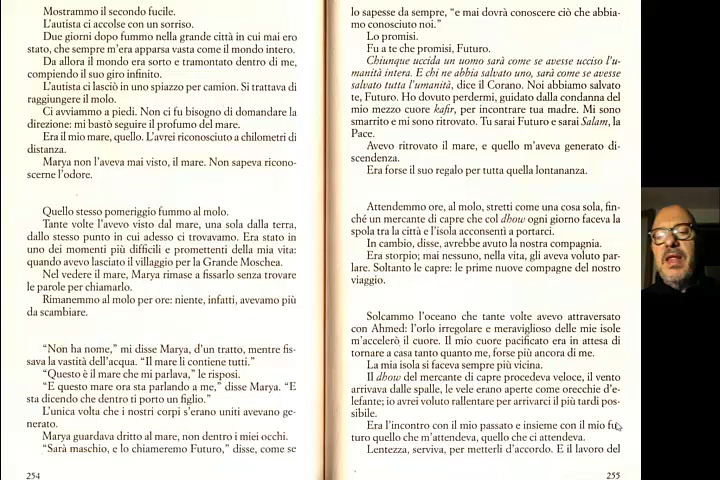 Mostrammo il secondo fucile.
L'autista ci accolse con un sorriso.
Due giorni dopo fummo nella grande città in cui mai ero
stato, che sempre m'era apparsa vasta come il mondo intero.
Da allora il mondo era sorto e tramontato dentro di me,
compiendo il suo giro infinito.
L'autista ci lasciò in uno spiazzo per camion. Si trattava di
raggiungere il molo.
Ci avviammo a piedi. Non ci fu bisogno di domandare la
direzione: mi bastò seguire il profumo del mare.
Era il mio mare, quello. L'avrei riconosciuto a chilometri di
distanza.
Marya non l'aveva mai visto, il mare. Non sapeva ricono-
scerne l'odore.
Quello stesso pomeriggio fummo al molo.
Tante volte l'avevo visto dal mare, una sola dalla terra,
dallo stesso punto in cui adesso ci trovavamo. Era stato in
uno dei momenti più difficili e promettenti della mia vita:
quando avevo lasciato il villaggio per la Grande Moschea.
Nel vedere il mare, Marya rimase a fissarlo senza trovare
le parole per chiamarlo.
Rimanemmo al molo per ore: niente, infatti, avevamo più
da scambiare.
“Non ha nome,” mi disse Marya, d'un tratto, mentre fis-
sava la vastità dell'acqua. “Il mare li contiene tutti.”
“Questo è il mare che mi parlava,” le risposi.
“E questo mare ora sta parlando a me,” disse Marya. “E
sta dicendo che dentro ti porto un figlio.”
L'unica volta che i nostri corpi s'erano uniti avevano ge-
nerato.
Marya guardava dritto al mare, non dentro i miei occhi.
“Sarà maschio, e lo chiameremo Futuro,” disse, come se
254
lo sapesse da sempre, “e mai dovrà conoscere ciò che abbia-
mo conosciuto noi.”
Lo promisi.
Fu a te che promisi, Futuro.
Chiunque uccida un uomo sarà come se avesse ucciso l'u-
manità intera. E chi ne abbia salvato uno, sarà come se avesse
salvato tutta l'umanità, dice il Corano. Noi abbiamo salvato
te, Futuro. Ho dovuto perdermi, guidato dalla condanna del
mio mezzo cuore kafir, per incontrare tua madre. Mi sono
smarrito e mi sono ritrovato. Tu sarai Futuro e sarai Salam, la
Pace.
Avevo ritrovato il mare, e quello m'aveva generato di-
scendenza.
Era forse il suo regalo per tutta quella lontananza.
Attendemmo ore, al molo, stretti come una cosa sola, fin-
ché un mercante di capre che col dhow ogni giorno faceva la
spola tra la città e l'isola acconsentì a portarci.
In cambio, disse, avrebbe avuto la nostra compagnia.
Era storpio; mai nessuno, nella vita, gli aveva voluto par-
lare. Soltanto le capre: le prime nuove compagne del nostro
viaggio.
Solcammo l'oceano che tante volte avevo attraversato
con Ahmed: l'orlo irregolare e meraviglioso delle mie isole
m'accelerò il cuore. Il mio cuore pacificato era in attesa di
tornare a casa tanto quanto me, forse più ancora di me.
La mia isola si faceva sempre più vicina.
Il dhow del mercante di capre procedeva veloce, il vento
arrivava dalle spalle, le vele erano aperte come orecchie d'e-
lefante; io avrei voluto rallentare per arrivarci il più tardi pos-
sibile.
Era l'incontro con il mio passato e insieme con il mio fu-
turo quello che m'attendeva, quello che ci attendeva.
Lentezza, serviva, per metterli d'accordo. E il lavoro del
255